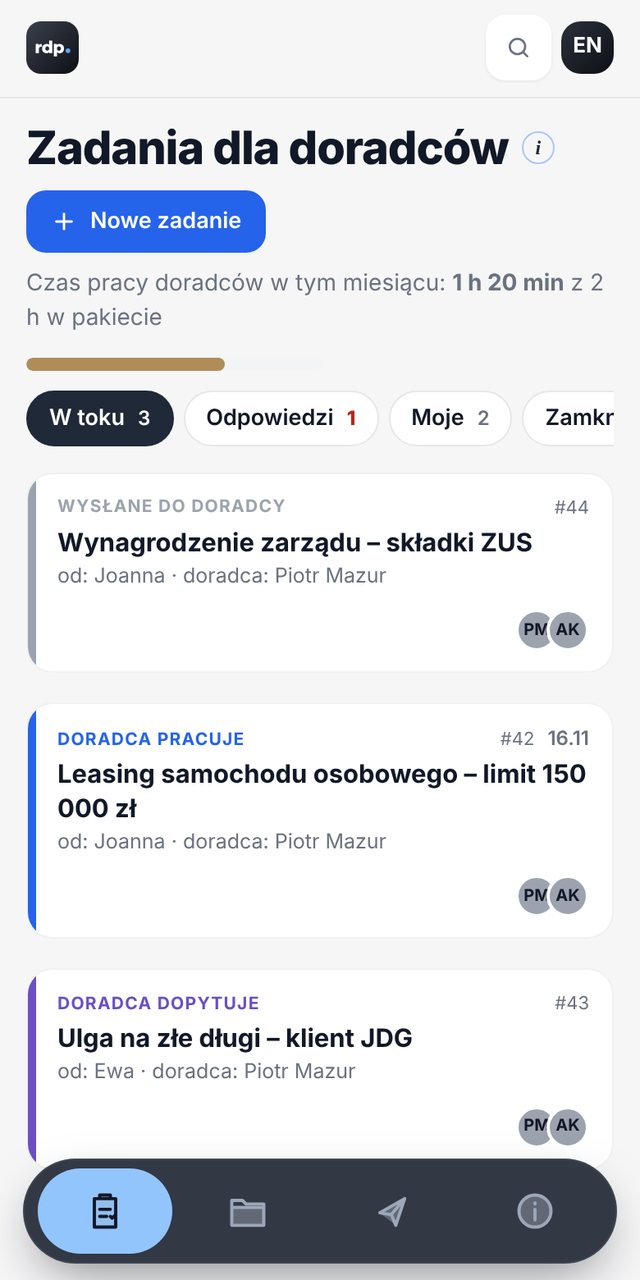 rdp.
EN
Zadania dla doradców i
+ Nowe zadanie
Czas pracy doradców w tym miesiącu: 1 h 20 min z 2
h w pakiecie
W toku 3 Odpowiedzi 1 Moje 2 Zamkn
WYSŁANE DO DORADCY #44
Wynagrodzenie zarządu – składki ZUS
od: Joanna · doradca: Piotr Mazur
PM AK
DORADCA PRACUJE #42 16.11
Leasing samochodu osobowego – limit 150
000 zł
od: Joanna · doradca: Piotr Mazur
PM AK
DORADCA DOPYTUJE #43
Ulga na złe długi – klient JDG
od: Ewa · doradca: Piotr Mazur
PM AK